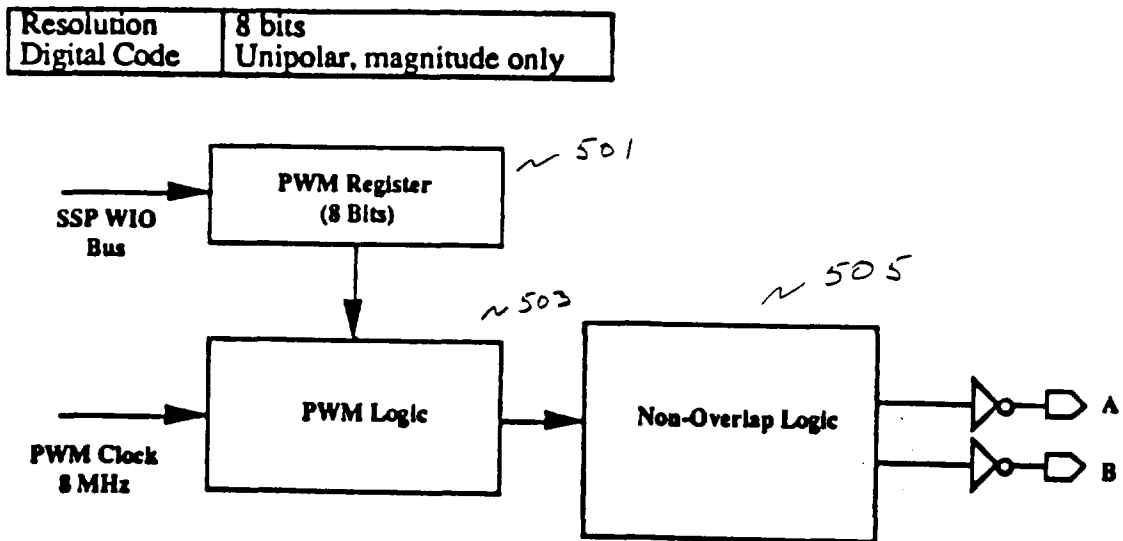 Resolution 8 bits
Digital Code Unipolar, magnitude only
501
PWM Register
(8 Bits)
SSP WIO
Bus
505
503
PWM Logic
Non-Overlap Logic
A
PWM Clock
8 MHz
B